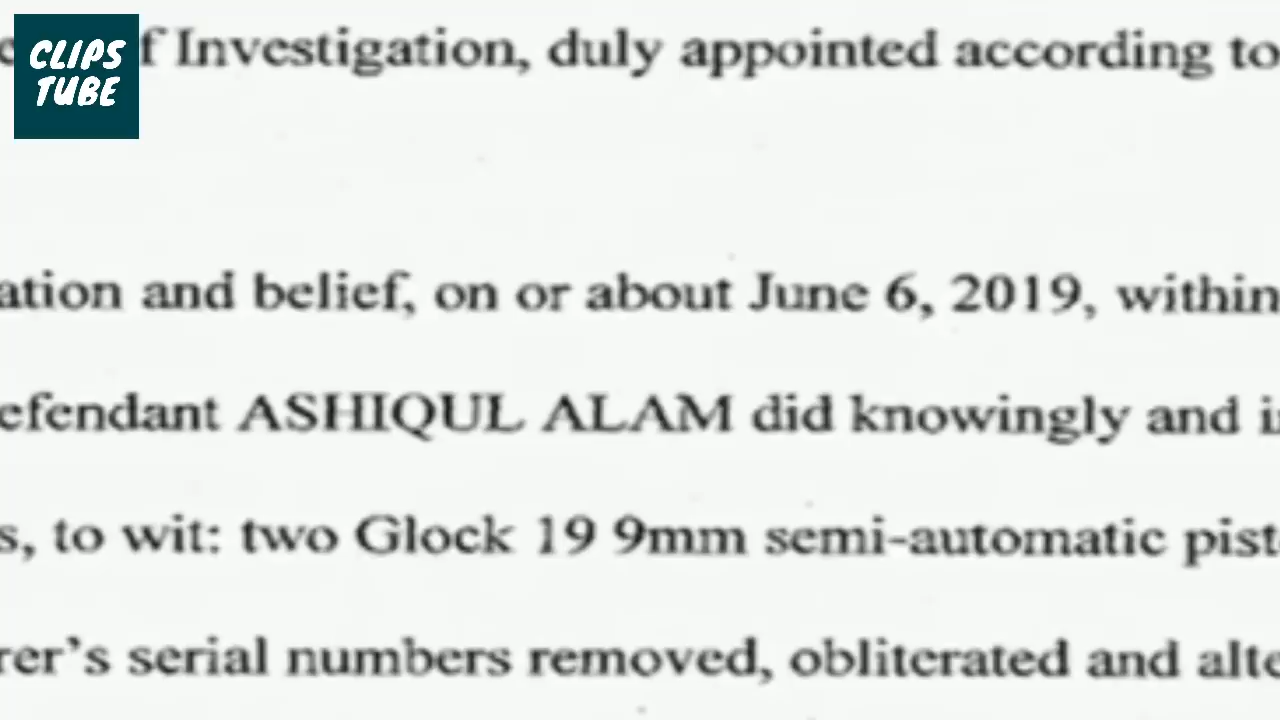 CLIPS
TUBE
f Investigation, duly appointed according to
ation and belief, on or about June 6, 2019, within
efendant ASHIQUL ALAM did knowingly and i
s, to wit: two Glock 19 9mm semi-automatic pist
rer's serial numbers removed, obliterated and alte